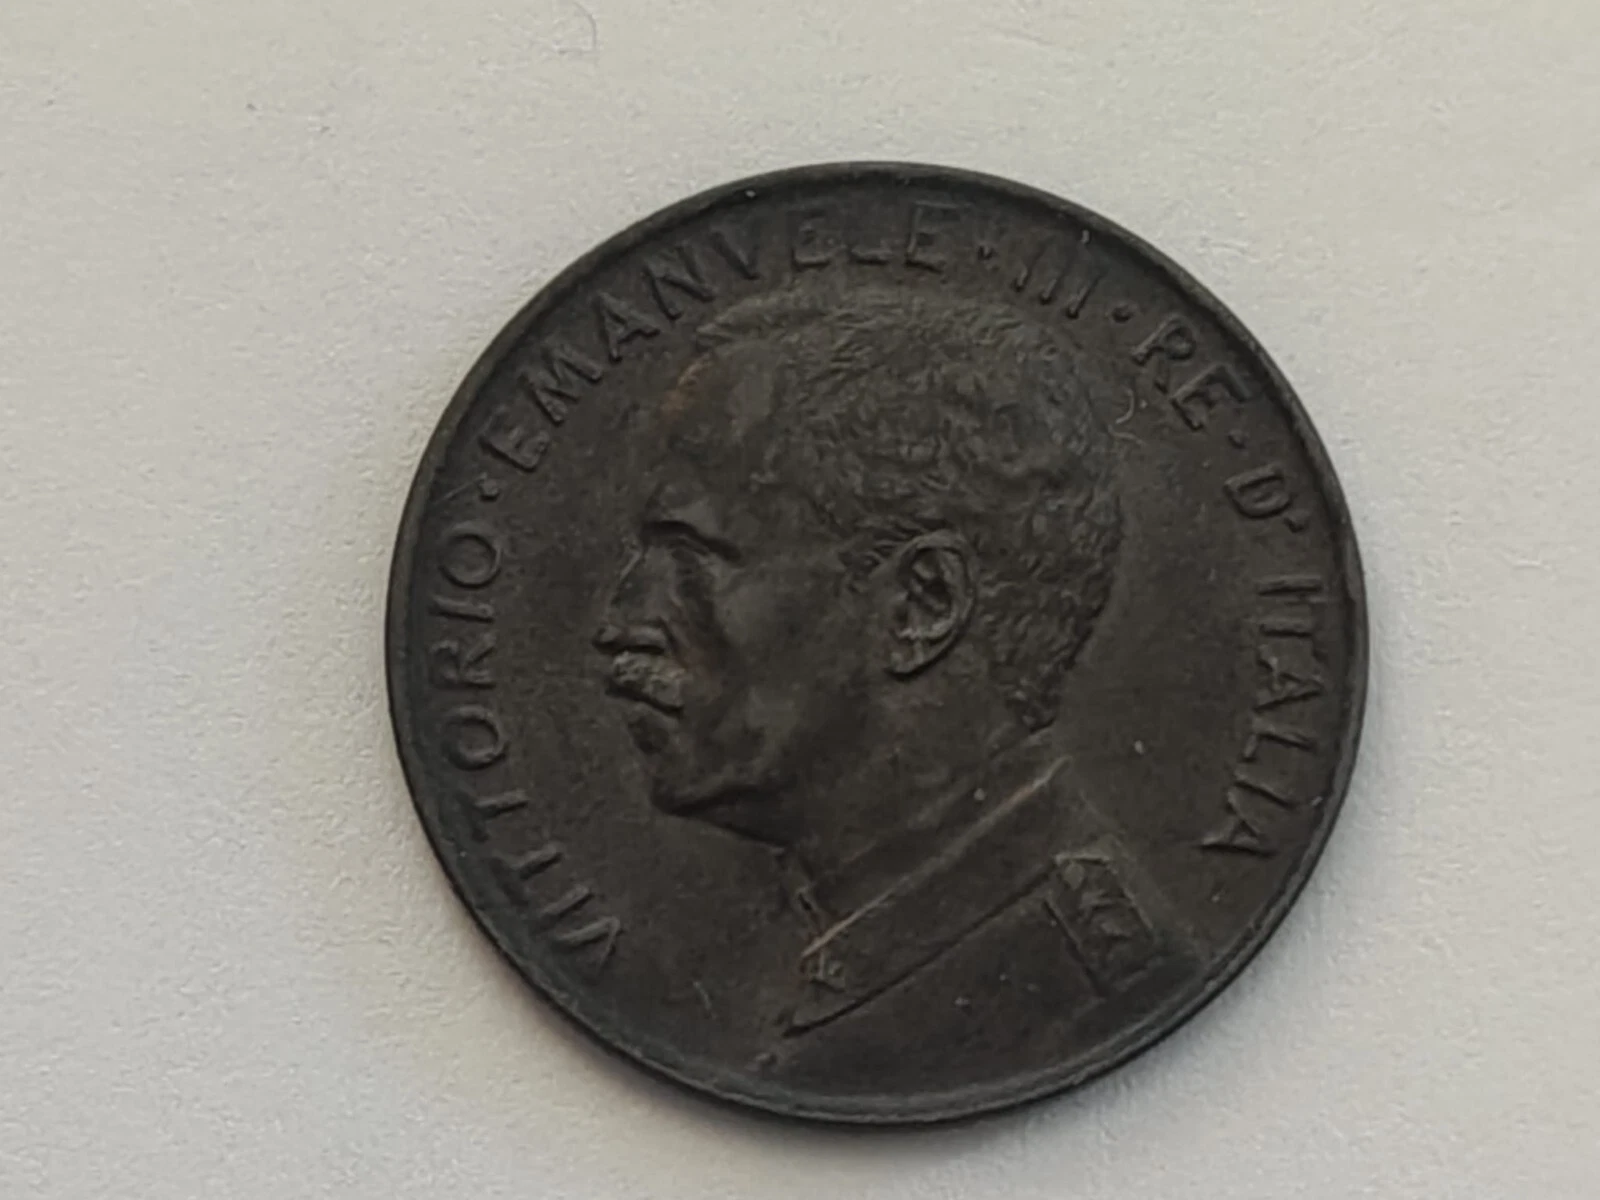 VITTORIO · EMANVELE · III · RE · D'ITALIA